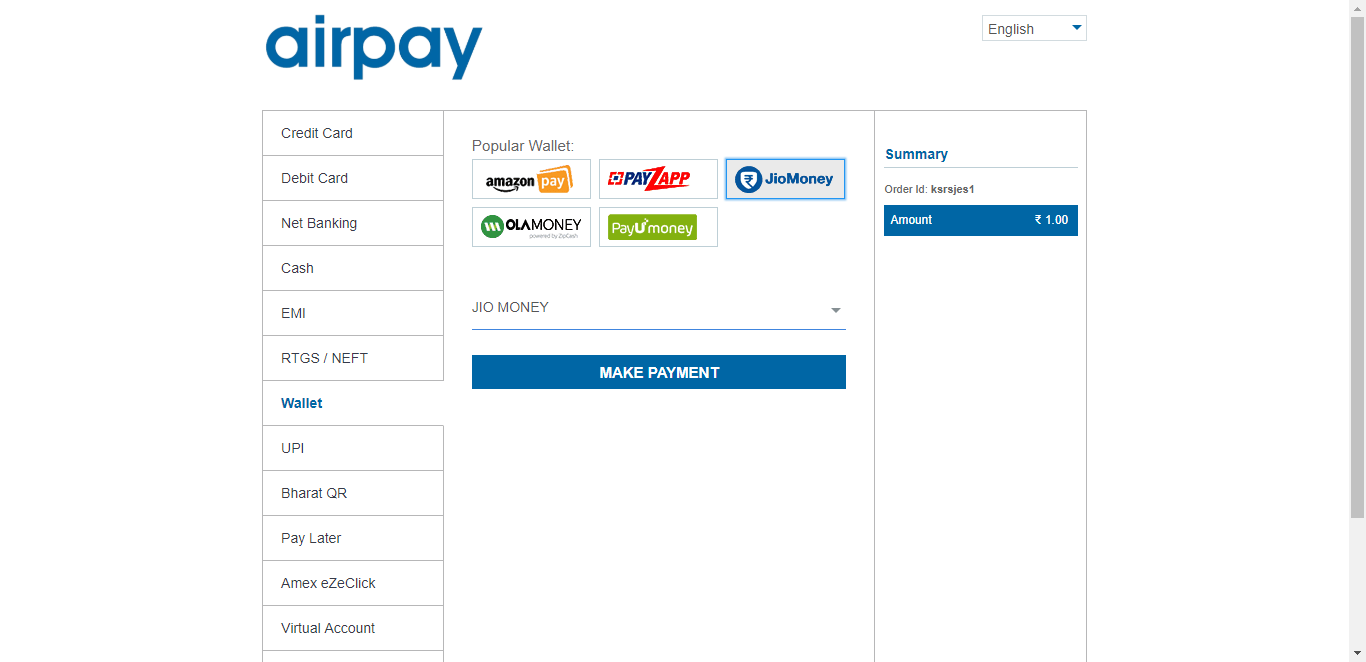 airpay
English
Credit Card
Debit Card
Net Banking
Cash
EMI
RTGS / NEFT
Wallet
UPI
Bharat QR
Pay Later
Amex eZeClick
Virtual Account
Popular Wallet:
amazon pay
PAYZAPP
₹ JioMoney
OLAMONEY
powered by ZipCash
PayUmoney
JIO MONEY
MAKE PAYMENT
Summary
Order Id: ksrsjes1
Amount ₹ 1.00